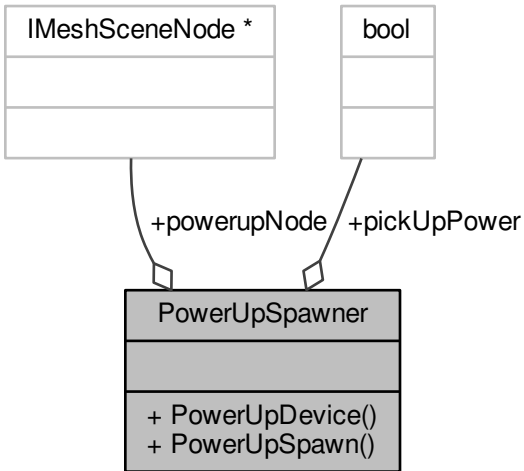 IMeshSceneNode *
bool
+powerupNode
+pickUpPower
PowerUpSpawner
+ PowerUpDevice()
+ PowerUpSpawn()